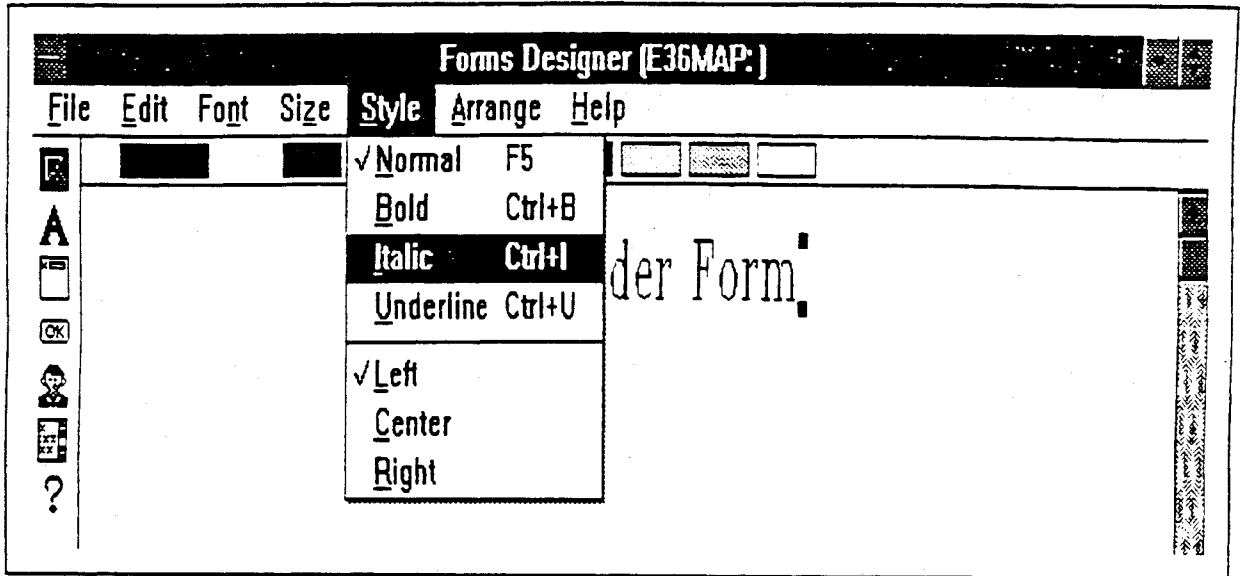 Forms Designer (E36MAP: )
File Edit Font Size Style Arrange Help
√ Normal F5
Bold Ctrl+B
Italic Ctrl+I
Underline Ctrl+U
der Form
√ Left
Center
Right
A
OK
?